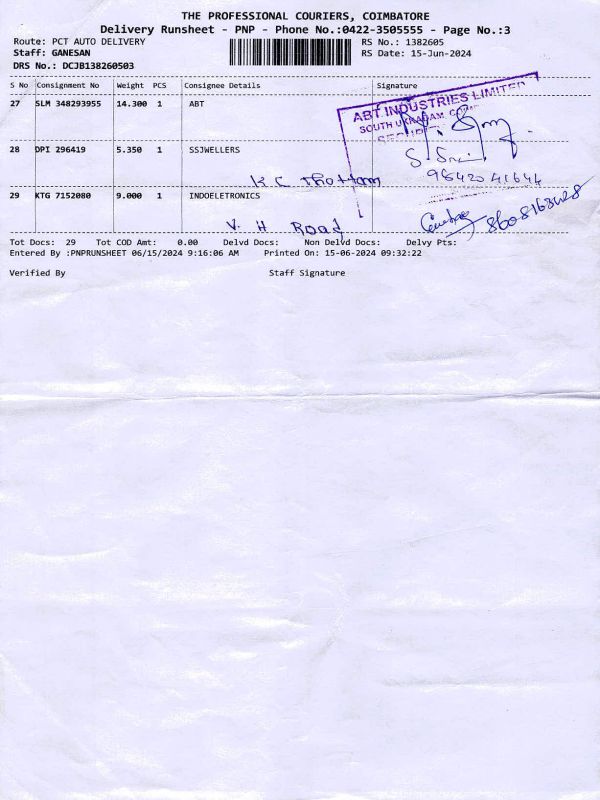 THE PROFESSIONAL COURIERS, COIMBATORE
Delivery Runsheet - PNP - Phone No.:0422-3505555 - Page No.:3
Route: PCT AUTO DELIVERY
RS No.: 1382605
Staff: GANESAN
RS Date: 15-Jun-2024
DRS No.: DCJB138260503
S No Consignment No Weight PCS Consignee Details Signature
27 SLM 348293955 14.300 1 ABT
ABT INDUSTRIES LIMITED
28 DPI 296419 5.350 1 SSJWELLERS
K C Thottam
9842041644
29 KTG 7152080 9.000 1 INDOELETRONICS
V. H Road
Tot Docs: 29 Tot COD Amt: 0.00 Delvd Docs: Non Delvd Docs: Delvy Pts:
Entered By :PNPRUNSHEET 06/15/2024 9:16:06 AM Printed On: 15-06-2024 09:32:22
Verified By Staff Signature